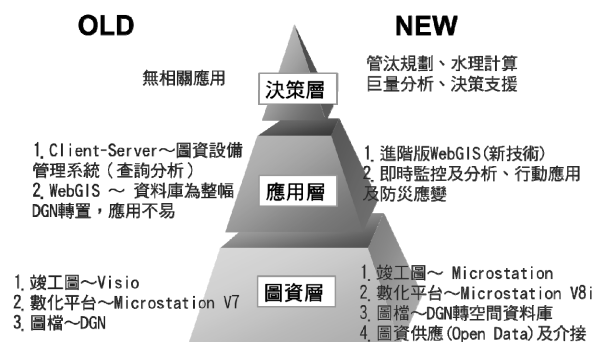 OLD
NEW
無相關應用
決策層
管汰規劃、水理計算
巨量分析、決策支援
1. Client-Server～圖資設備
管理系統(查詢分析)
2. WebGIS ～ 資料庫為整幅
DGN轉置，應用不易
應用層
1. 進階版WebGIS(新技術)
2. 即時監控及分析、行動應用
及防災應變
1. 竣工圖～Visio
2. 數化平台～Microstation V7
3. 圖檔～DGN
圖資層
1. 竣工圖～ Microstation
2. 數化平台～Microstation V8i
3. 圖檔～DGN轉空間資料庫
4. 圖資供應(Open Data)及介接